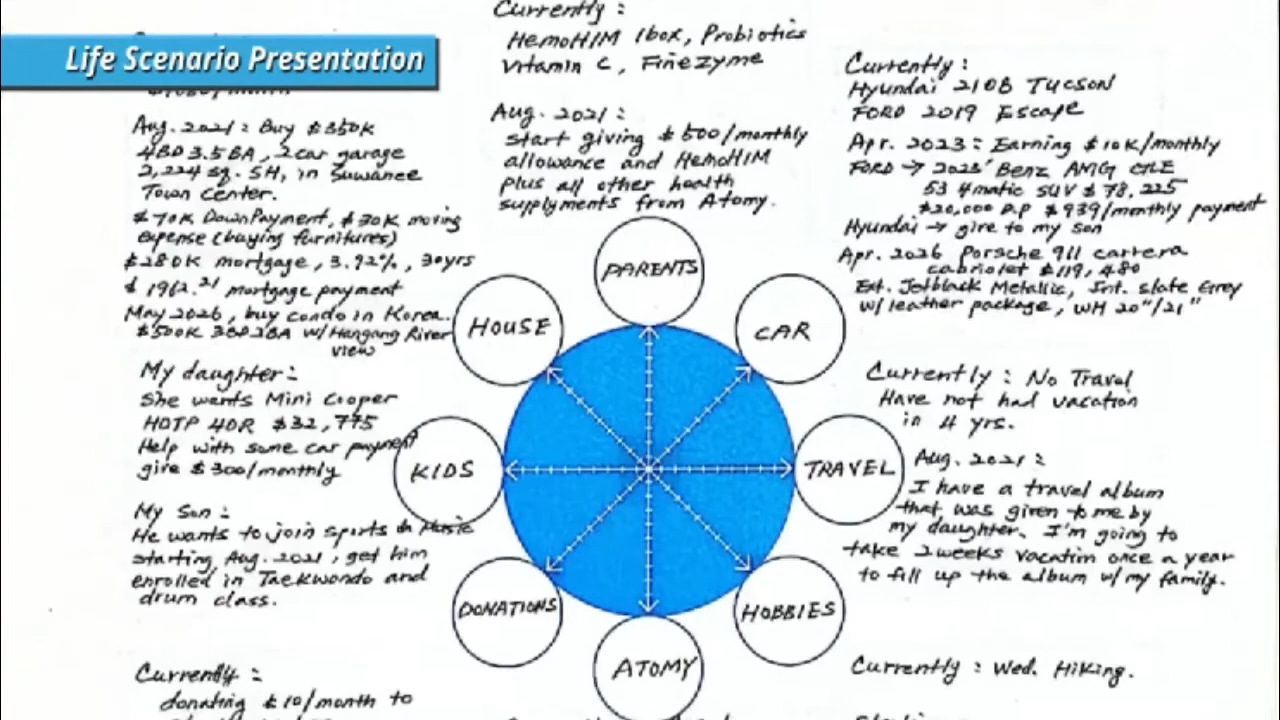 Life Scenario Presentation
Aug. 2021: Buy $350K
4BD 3.5BA, 2car garage
2,224 sq. SH, in Suwanee
Town Center.
$70K DownPayment, $30K moving
expense (buying furnitures)
$280K mortgage, 3.92%, 30yrs
$1962.21 mortgage payment
May 2026, buy condo in Korea.
$500K 3BD2BA w/Hangang River
view
My daughter:
She wants Mini Cooper
HDTP 4DR $32,775
Help with some car payment
give $300/monthly
My Son:
He wants to join sports & Music
starting, Aug. 2021, get him
enrolled in Taekwondo and
drum class.
Currently:
donating $10/month to
Currently:
HemoHIM 1box, Probiotics
Vitamin C, Finezyme
Aug. 2021:
start giving $500/monthly
allowance and HemoHIM
plus all other health
supplyments from Atomy.
Currently:
Hyundai 2108 Tucson
FORD 2019 Escape
Apr. 2023: Earning $10K/monthly
FORD → 2023' Benz AMG GLE
53 4matic SUV $78,225
$20,000 DP $939/monthly payment
Hyundai → give to my son
Apr. 2026 Porsche 911 carrera
cabriolet $119,480
Ext. Jetblack Metallic, Int. slate Grey
w/leather package, WH 20"/21"
Currently: No Travel
Have not had vacation
in 4 yrs.
Aug. 2021:
I have a travel album
that was given to me by
my daughter. I'm going to
take 2weeks vacation once a year
to fill up the album w/my family.
Currently: Wed. Hiking.
PARENTS
HOUSE
CAR
KIDS
TRAVEL
DONATIONS
HOBBIES
ATOMY